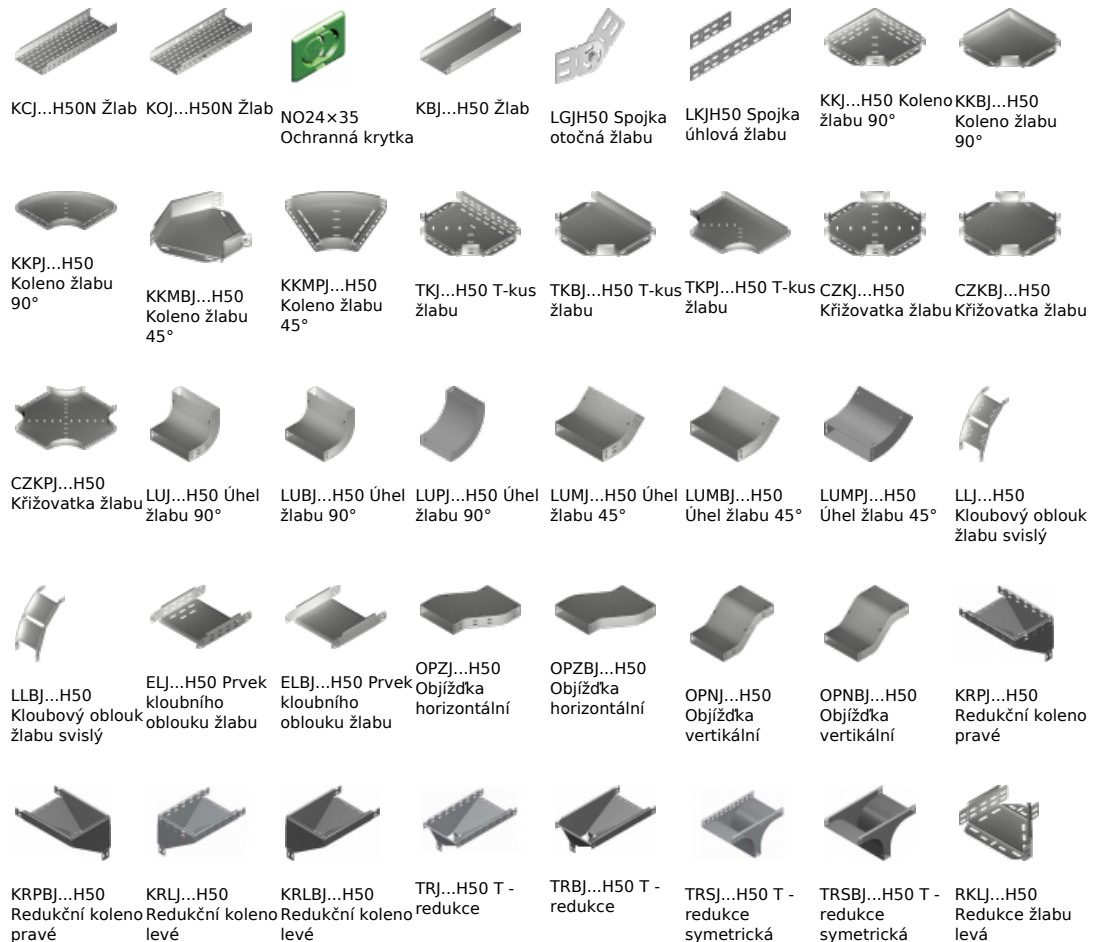 KCJ...H50N Žlab
KOJ...H50N Žlab
NO24×35
Ochranná krytka
KBJ...H50 Žlab
LGJH50 Spojka
otočná žlabu
LKJH50 Spojka
úhlová žlabu
KKJ...H50 Koleno
žlabu 90°
KKBJ...H50
Koleno žlabu
90°
KKPJ...H50
Koleno žlabu
90°
KKMBJ...H50
Koleno žlabu
45°
KKMPJ...H50
Koleno žlabu
45°
TKJ...H50 T-kus
žlabu
TKBJ...H50 T-kus
žlabu
TKPJ...H50 T-kus
žlabu
CZKJ...H50
Křižovatka žlabu
CZKBJ...H50
Křižovatka žlabu
CZKPJ...H50
Křižovatka žlabu
LUJ...H50 Úhel
žlabu 90°
LUBJ...H50 Úhel
žlabu 90°
LUPJ...H50 Úhel
žlabu 90°
LUMJ...H50 Úhel
žlabu 45°
LUMBJ...H50
Úhel žlabu 45°
LUMPJ...H50
Úhel žlabu 45°
LLJ...H50
Kloubový oblouk
žlabu svislý
LLBJ...H50
Kloubový oblouk
žlabu svislý
ELJ...H50 Prvek
kloubního
oblouku žlabu
ELBJ...H50 Prvek
kloubního
oblouku žlabu
OPZJ...H50
Objížďka
horizontální
OPZBJ...H50
Objížďka
horizontální
OPNJ...H50
Objížďka
vertikální
OPNBJ...H50
Objížďka
vertikální
KRPJ...H50
Redukční koleno
pravé
KRPBJ...H50
Redukční koleno
pravé
KRLJ...H50
Redukční koleno
levé
KRLBJ...H50
Redukční koleno
levé
TRJ...H50 T -
redukce
TRBJ...H50 T -
redukce
TRSJ...H50 T -
redukce
symetrická
TRSBJ...H50 T -
redukce
symetrická
RKLJ...H50
Redukce žlabu
levá